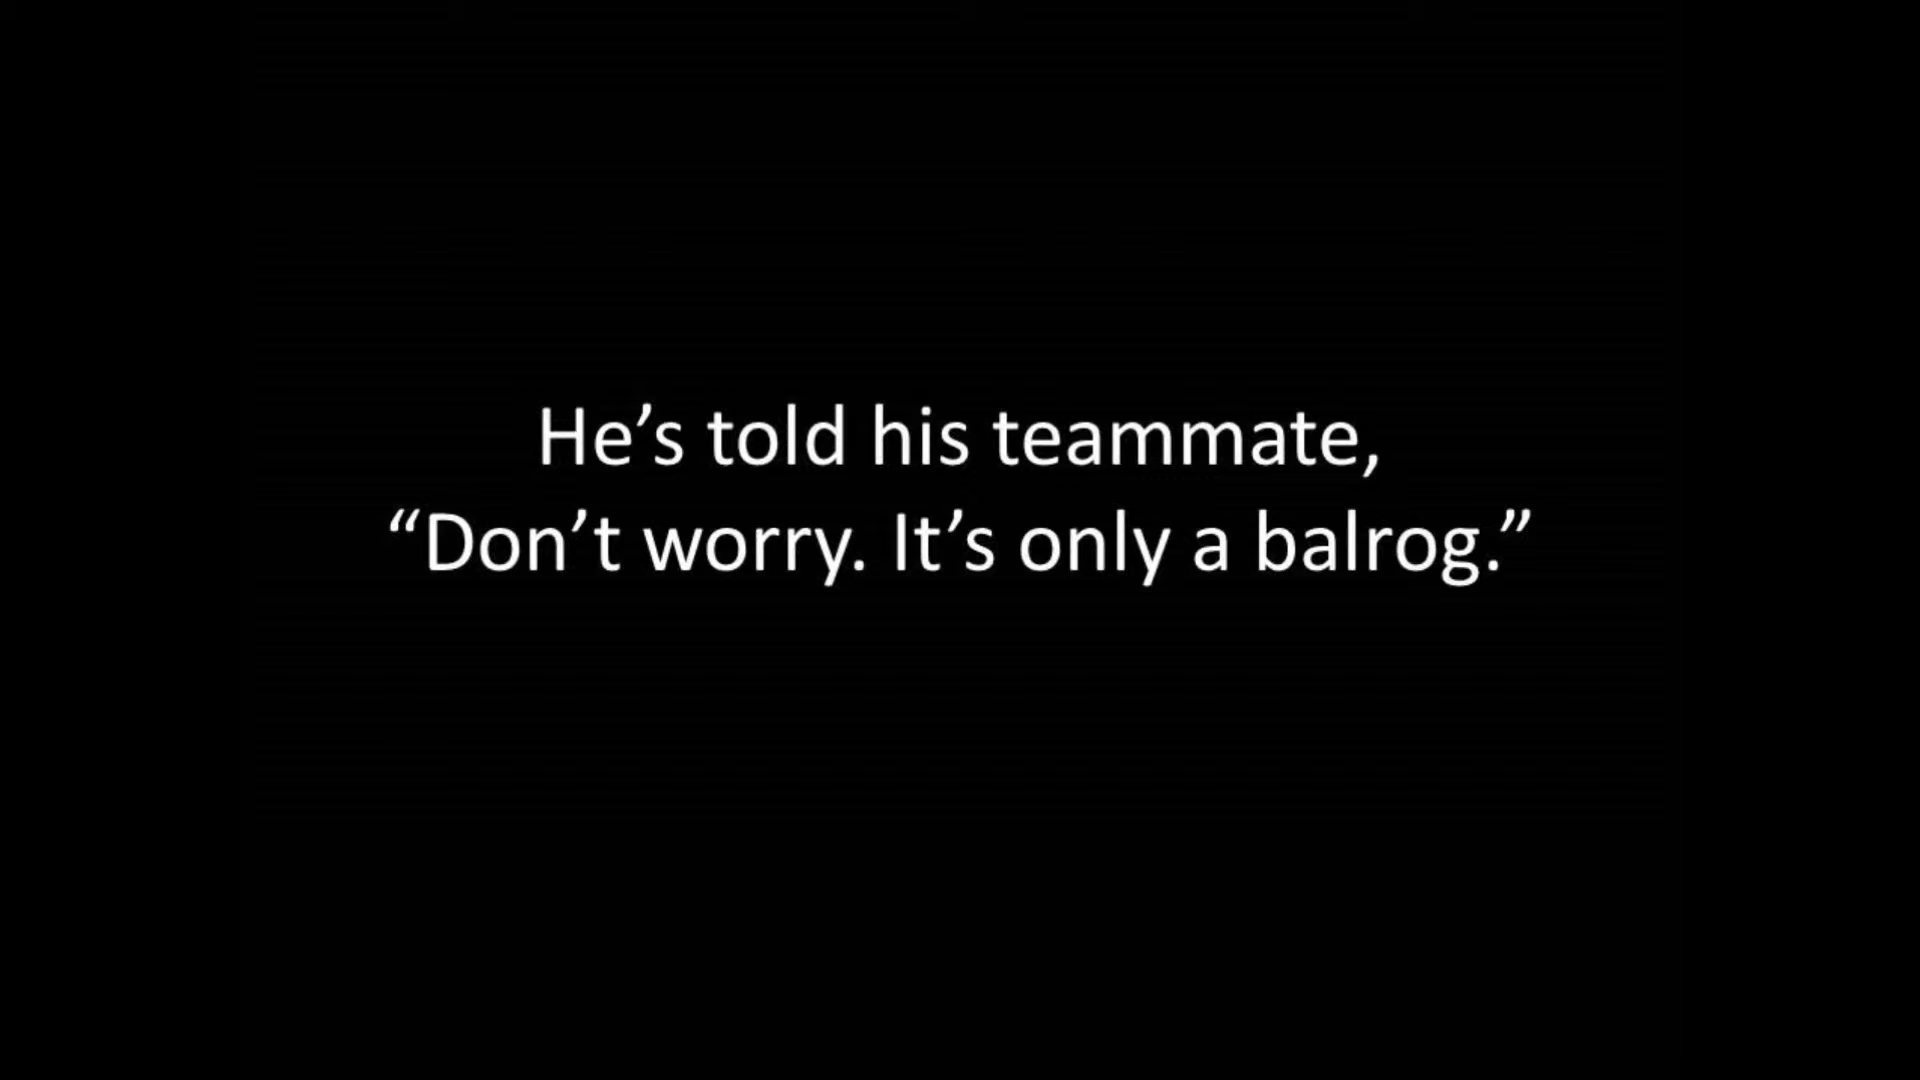 He’s told his teammate,
“Don’t worry. It’s only a balrog.”